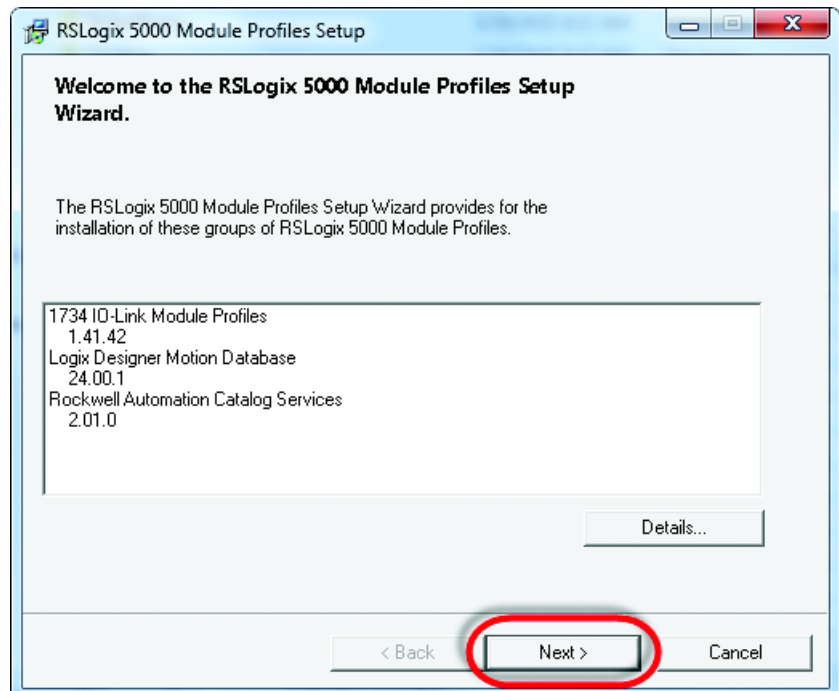 RSLogix 5000 Module Profiles Setup
Welcome to the RSLogix 5000 Module Profiles Setup
Wizard.
The RSLogix 5000 Module Profiles Setup Wizard provides for the
installation of these groups of RSLogix 5000 Module Profiles.
1734 IO-Link Module Profiles
1.41.42
Logix Designer Motion Database
24.00.1
Rockwell Automation Catalog Services
2.01.0
Details...
< Back
Next >
Cancel